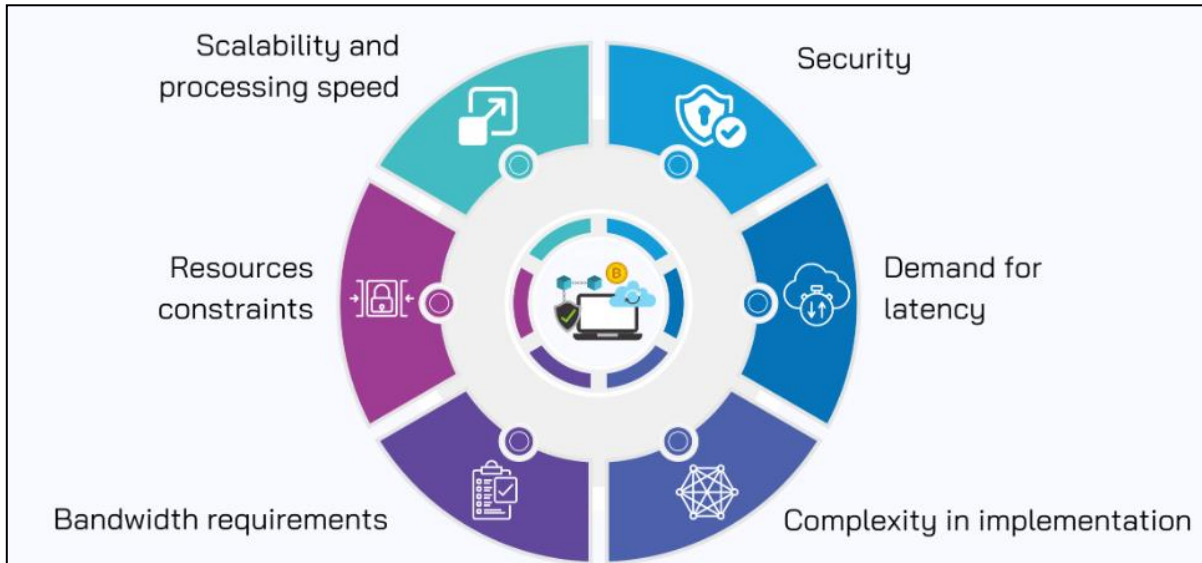 Scalability and
processing speed
Security
Resources
constraints
Demand for
latency
Bandwidth requirements
Complexity in implementation